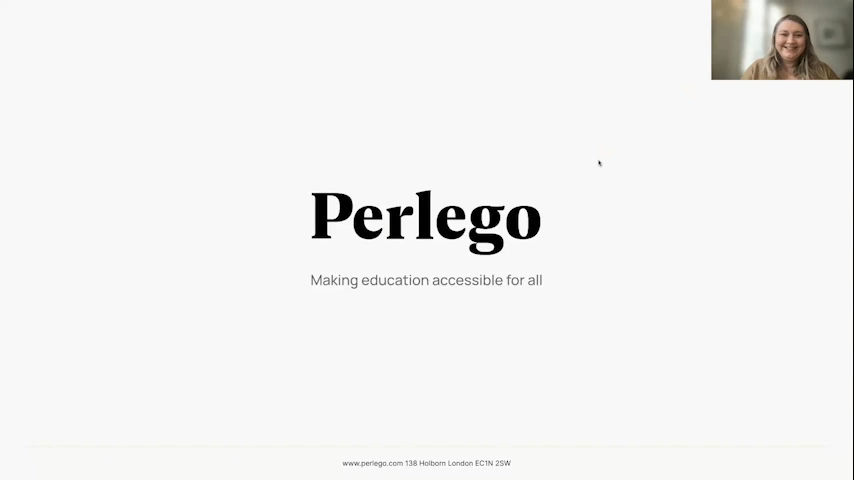 Perlego
Making education accessible for all
www.perlego.com 138 Holborn London EC1N 2SW